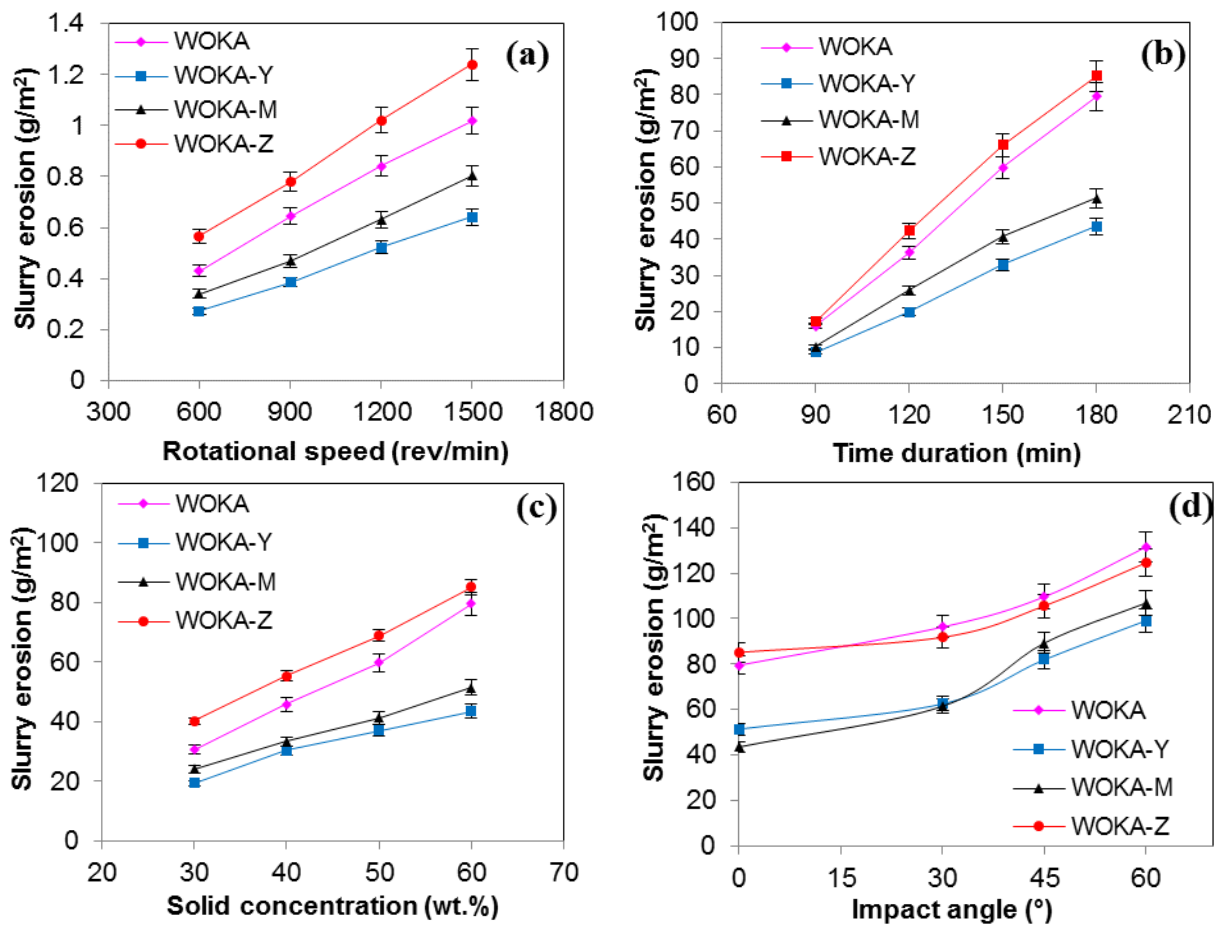 (a)
Slurry erosion (g/m²)
1.4
1.2
1
0.8
0.6
0.4
0.2
0
WOKA
WOKA-Y
WOKA-M
WOKA-Z
300 600 900 1200 1500 1800
Rotational speed (rev/min)
(b)
Slurry erosion (g/m²)
100
90
80
70
60
50
40
30
20
10
0
WOKA
WOKA-Y
WOKA-M
WOKA-Z
60 90 120 150 180 210
Time duration (min)
(c)
Slurry erosion (g/m²)
120
100
80
60
40
20
0
WOKA
WOKA-Y
WOKA-M
WOKA-Z
20 30 40 50 60 70
Solid concentration (wt.%)
(d)
Slurry erosion (g/m²)
160
140
120
100
80
60
40
20
0
WOKA
WOKA-Y
WOKA-M
WOKA-Z
0 15 30 45 60
Impact angle (°)